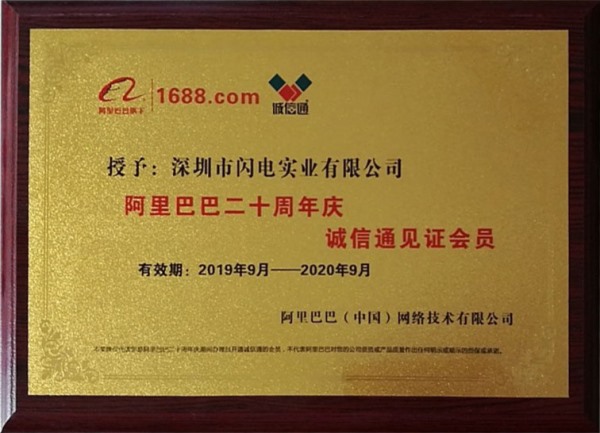 阿里巴巴旗下 1688.com 诚信通
授予：深圳市闪电实业有限公司
阿里巴巴二十周年庆
诚信通见证会员
有效期：2019年9月——2020年9月
阿里巴巴（中国）网络技术有限公司